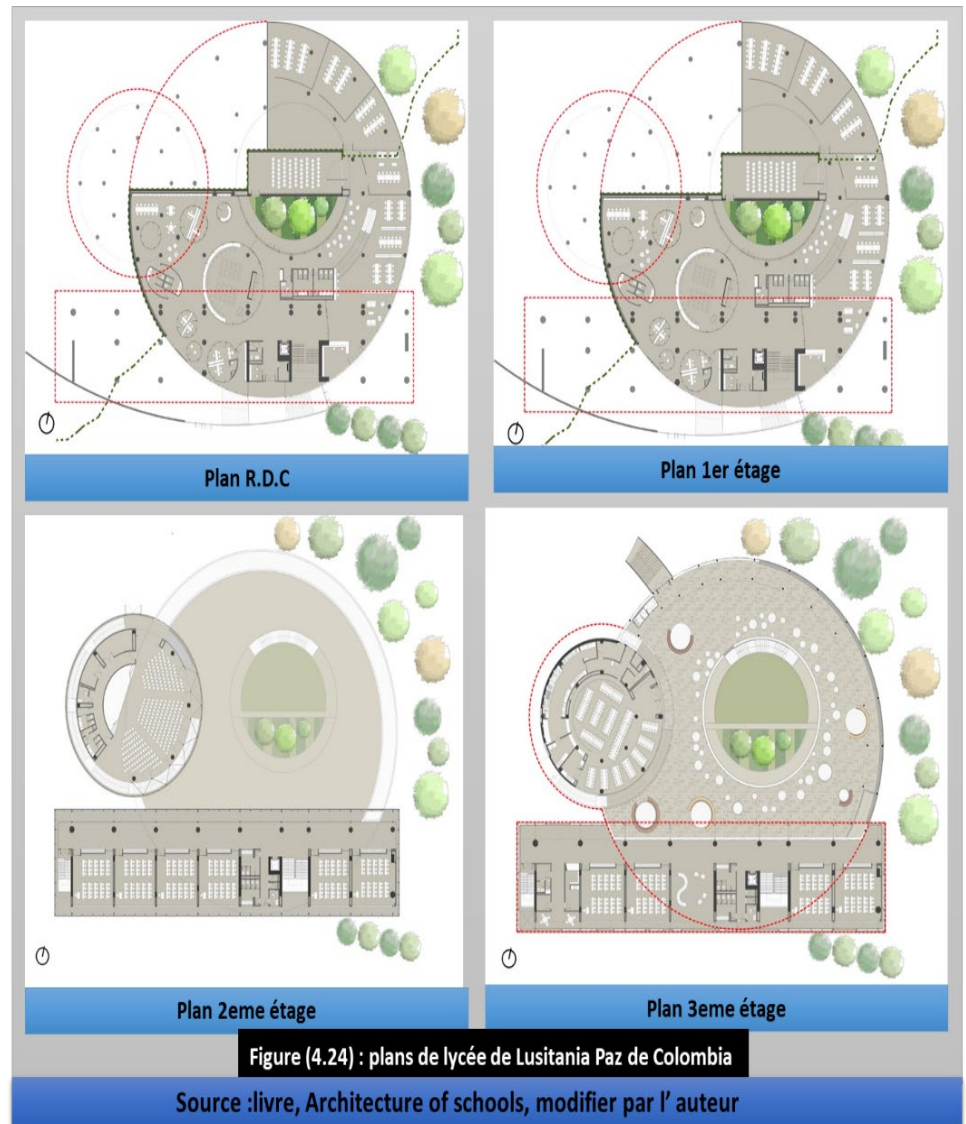 Plan R.D.C
Plan 1er étage
Plan 2eme étage
Plan 3eme étage
Figure (4.24) : plans de lycée de Lusitania Paz de Colombia
Source :livre, Architecture of schools, modifier par l’ auteur